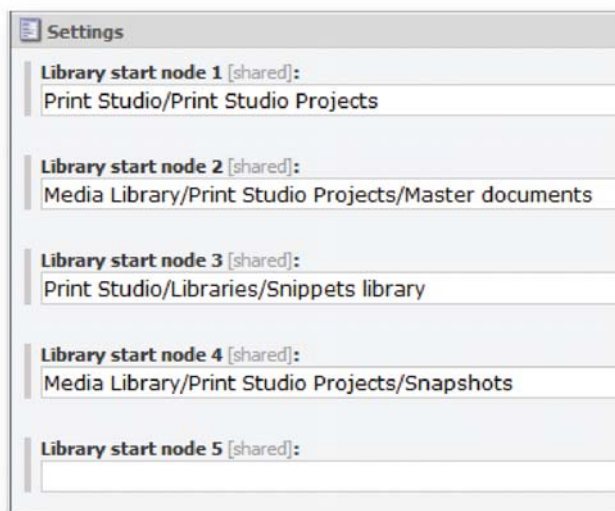 Settings
Library start node 1 [shared]:
Print Studio/Print Studio Projects
Library start node 2 [shared]:
Media Library/Print Studio Projects/Master documents
Library start node 3 [shared]:
Print Studio/Libraries/Snippets library
Library start node 4 [shared]:
Media Library/Print Studio Projects/Snapshots
Library start node 5 [shared]: